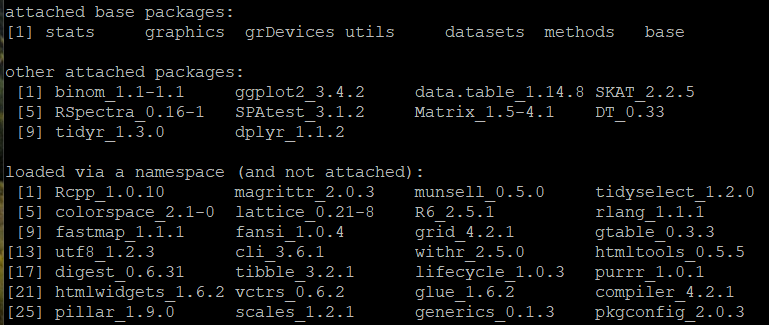 attached base packages:
[1] stats     graphics  grDevices utils     datasets  methods   base
other attached packages:
[1] binom_1.1-1.1     ggplot2_3.4.2     data.table_1.14.8 SKAT_2.2.5
[5] RSpectra_0.16-1   SPAtest_3.1.2     Matrix_1.5-4.1    DT_0.33
[9] tidyr_1.3.0       dplyr_1.1.2
loaded via a namespace (and not attached):
[1] Rcpp_1.0.10       magrittr_2.0.3    munsell_0.5.0     tidyselect_1.2.0
[5] colorspace_2.1-0  lattice_0.21-8    R6_2.5.1          rlang_1.1.1
[9] fastmap_1.1.1     fansi_1.0.4       grid_4.2.1        gtable_0.3.3
[13] utf8_1.2.3        cli_3.6.1         withr_2.5.0       htmltools_0.5.5
[17] digest_0.6.31     tibble_3.2.1      lifecycle_1.0.3   purrr_1.0.1
[21] htmlwidgets_1.6.2 vctrs_0.6.2       glue_1.6.2        compiler_4.2.1
[25] pillar_1.9.0      scales_1.2.1      generics_0.1.3    pkgconfig_2.0.3